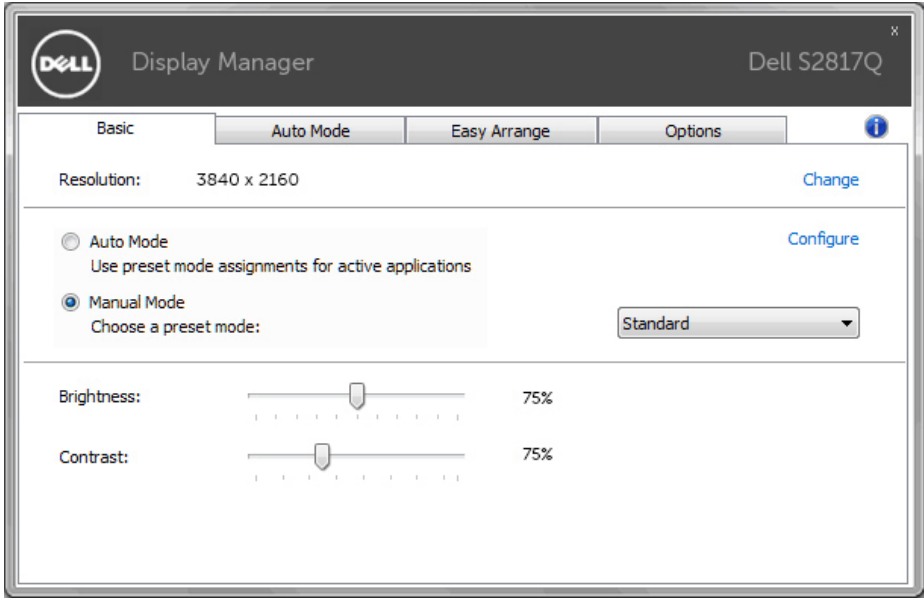 x
DELL Display Manager Dell S2817Q
Basic Auto Mode Easy Arrange Options i
Resolution: 3840 x 2160 Change
Auto Mode Configure
Use preset mode assignments for active applications
Manual Mode
Choose a preset mode: Standard
Brightness: 75%
Contrast: 75%